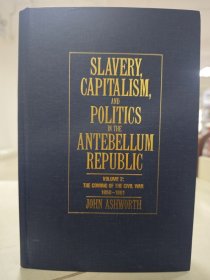 SLAVERY,
CAPITALISM,
AND
POLITICS
IN THE
ANTEBELLUM
REPUBLIC
VOLUME 2:
THE COMING OF THE CIVIL WAR
1850–1861
JOHN ASHWORTH